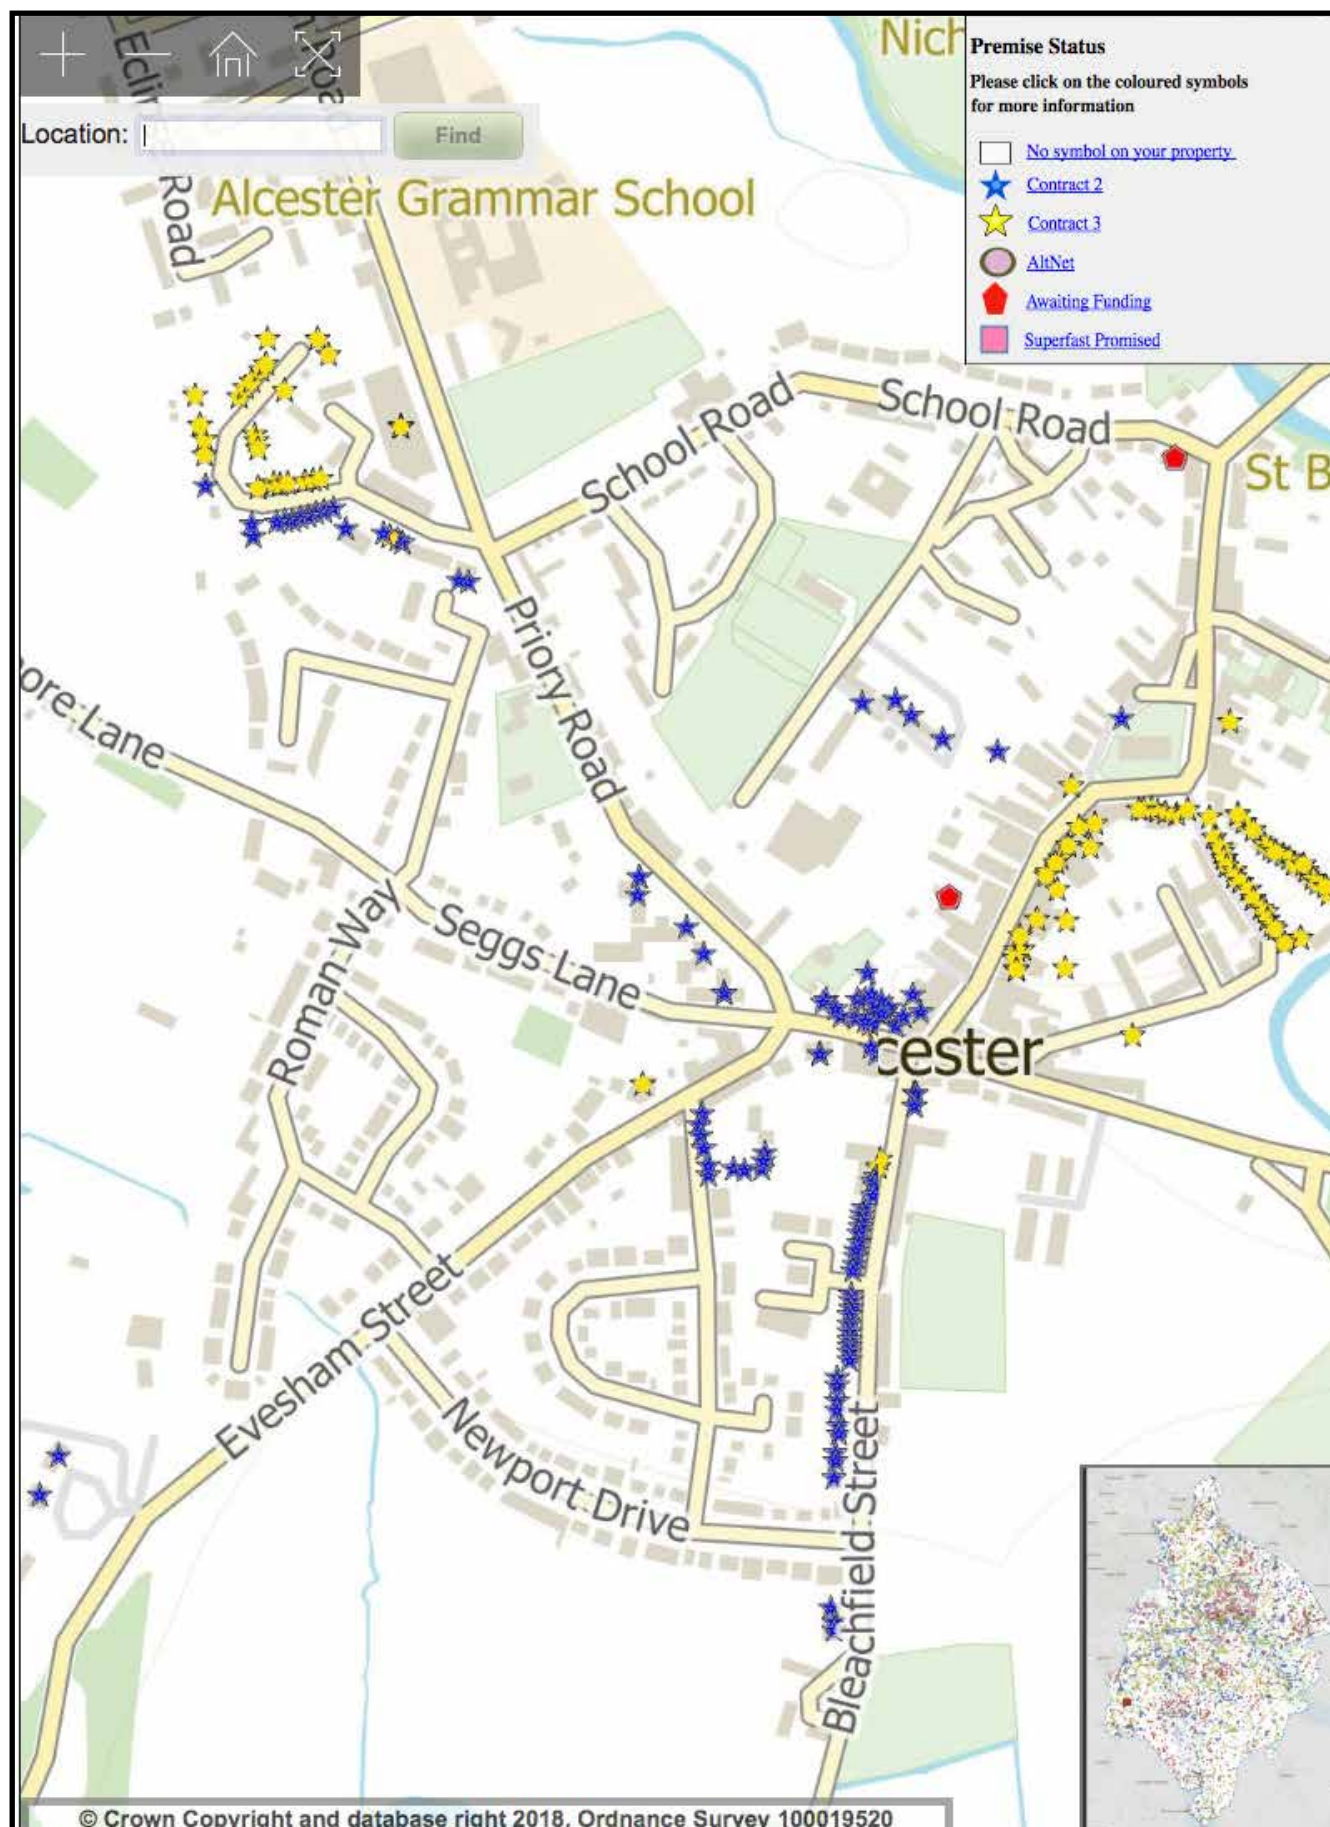 Nich
Premise Status
Please click on the coloured symbols
for more information
Location:
Find
No symbol on your property
Contract 2
Contract 3
AltNet
Awaiting Funding
Superfast Promised
Road
Alcester Grammar School
School Road
School Road
St B
Priory Road
ore Lane
Roman Way
Seggs Lane
cester
Evesham Street
Newport Drive
Bleachfield Street
© Crown Copyright and database right 2018. Ordnance Survey 100019520